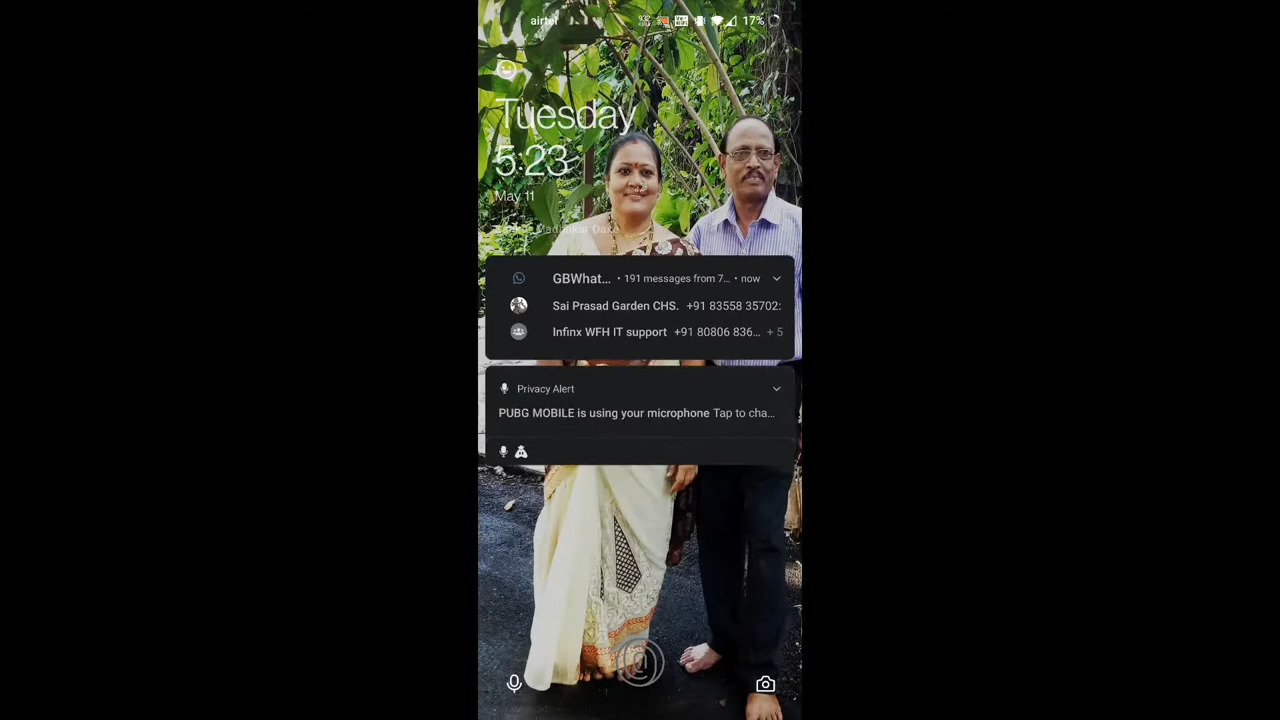 airtel
17%
Tuesday
5:23
May 11
GBWhat... • 191 messages from 7... • now
Sai Prasad Garden CHS. +91 83558 35702:
Infinx WFH IT support +91 80806 836... + 5
Privacy Alert
PUBG MOBILE is using your microphone Tap to cha...